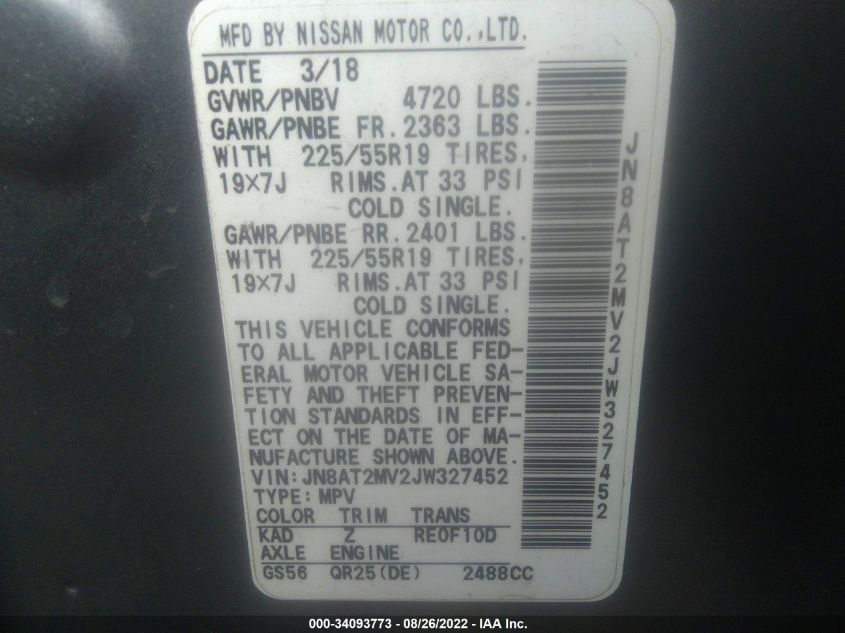 MFD BY NISSAN MOTOR CO.,LTD.
DATE 3/18
GVWR/PNBV 4720 LBS.
GAWR/PNBE FR.2363 LBS.
WITH 225/55R19 TIRES,
19×7J RIMS.AT 33 PSI
COLD SINGLE.
GAWR/PNBE RR.2401 LBS.
WITH 225/55R19 TIRES,
19×7J RIMS.AT 33 PSI
COLD SINGLE.
THIS VEHICLE CONFORMS
TO ALL APPLICABLE FED-
ERAL MOTOR VEHICLE SA-
FETY AND THEFT PREVEN-
TION STANDARDS IN EFF-
ECT ON THE DATE OF MA-
NUFACTURE SHOWN ABOVE.
VIN:JN8AT2MV2JW327452
TYPE:MPV
COLOR TRIM TRANS
KAD Z RE0F10D
AXLE ENGINE
GS56 QR25(DE) 2488CC
JN8AT2MV2JW327452
000-34093773 - 08/26/2022 - IAA Inc.